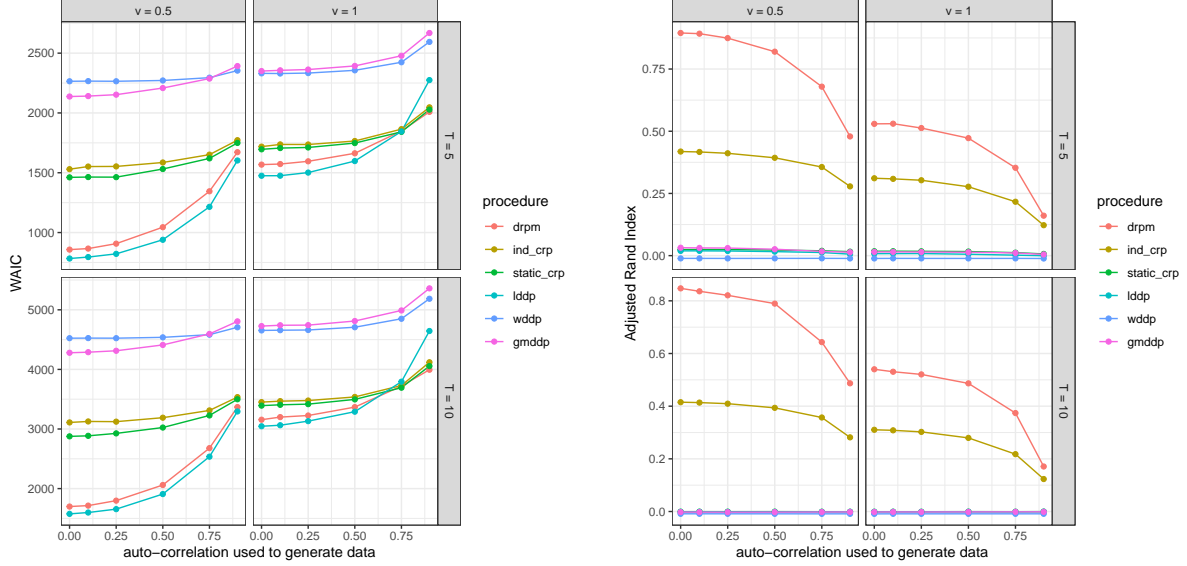 v = 0.5
v = 1
2500
2000
1500
1000
T = 5
5000
4000
3000
2000
T = 10
WAIC
0.00
0.25
0.50
0.75
0.00
0.25
0.50
0.75
auto−correlation used to generate data
procedure
drpm
ind_crp
static_crp
lddp
wddp
gmddp
v = 0.5
v = 1
0.75
0.50
0.25
0.00
T = 5
0.8
0.6
0.4
0.2
0.0
T = 10
Adjusted Rand Index
0.00
0.25
0.50
0.75
0.00
0.25
0.50
0.75
auto−correlation used to generate data
procedure
drpm
ind_crp
static_crp
lddp
wddp
gmddp